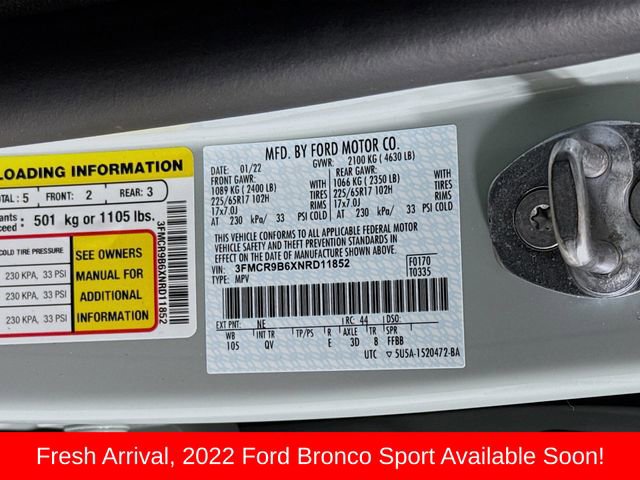 LOADING INFORMATION
TOTAL: 5 FRONT: 2 REAR: 3
501 kg or 1105 lbs.
COLD TIRE PRESSURE
230 KPA, 33 PSI
230 KPA, 33 PSI
230 KPA, 33 PSI
SEE OWNERS
MANUAL FOR
ADDITIONAL
INFORMATION
3FMCR9B6XNRD11852
MFD. BY FORD MOTOR CO.
01/22 GVWR: 2100 KG ( 4630 LB)
FRONT GAWR: REAR GAWR:
1089 KG ( 2400 LB) 1066 KG ( 2350 LB)
225/65R17 102H 225/65R17 102H
17x7.0J TIRES RIMS 17x7.0J TIRES RIMS
AT 230 kPa/ 33 PSI COLD AT 230 kPa/ 33 PSI COLD
THIS VEHICLE CONFORMS TO ALL APPLICABLE FEDERAL MOTOR
VEHICLE SAFETY AND BUMPER STANDARDS AND THEFT PREVENTION STANDARDS IN
EFFECT ON THE DATE OF MANUFACTURE SHOWN ABOVE.
VIN: 3FMCR9B6XNRD11852 F0170
TYPE: MPV T0335
EXT PNT: NE RC: 44 DSO:
WB INT TR TP/PS R AXLE TR SPR
105 QV E 3D 8 FFBB
UTC 5U5A-1520472-BA
Fresh Arrival, 2022 Ford Bronco Sport Available Soon!